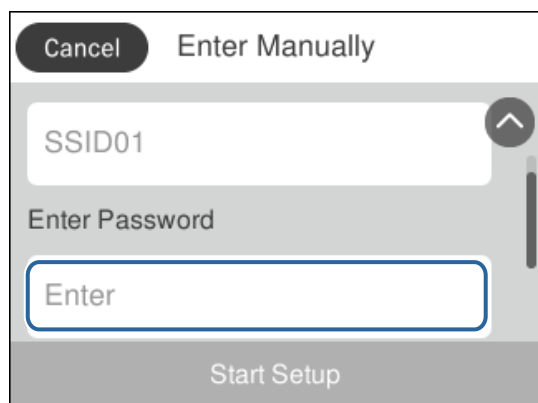 Cancel Enter Manually
SSID01
Enter Password
Enter
Start Setup